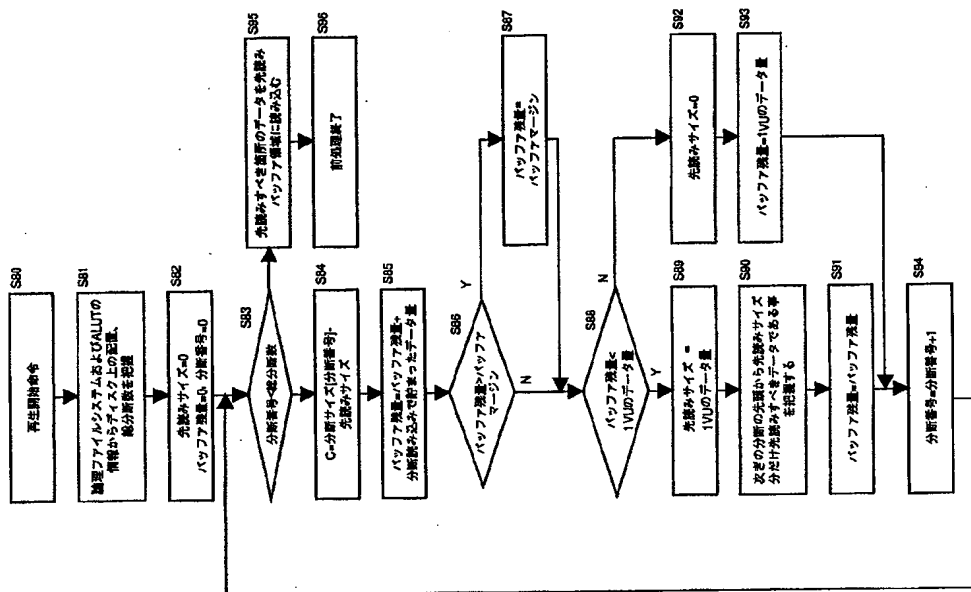 S80
再生開始命令
S81
論理ファイルシステムおよびALLUTの
情報からディスク上の配置、
総分断数を把握
S82
先読みサイズ=0
バッファ残量=0、分断番号=0
S83
分断番号<総分断数
S95
先読みすべき箇所のデータを先読み
バッファ領域に読み込む
S96
前処理終了
S84
C=分断サイズ[分断番号]-
先読みサイズ
S85
バッファ残量=バッファ残量+
分断読み込みで貯まったデータ量
S86
バッファ残量>バッファ
マージン
Y
N
S87
バッファ残量=
バッファマージン
S88
バッファ残量<
1VUのデータ量
N
Y
S89
先読みサイズ =
1VUのデータ量
S90
次ぎの分断の先頭から先読みサイズ
分だけ先読みすべきデータである事
を把握する
S91
バッファ残量=バッファ残量
S92
先読みサイズ=0
S93
バッファ残量=1VUのデータ量
S94
分断番号=分断番号+1